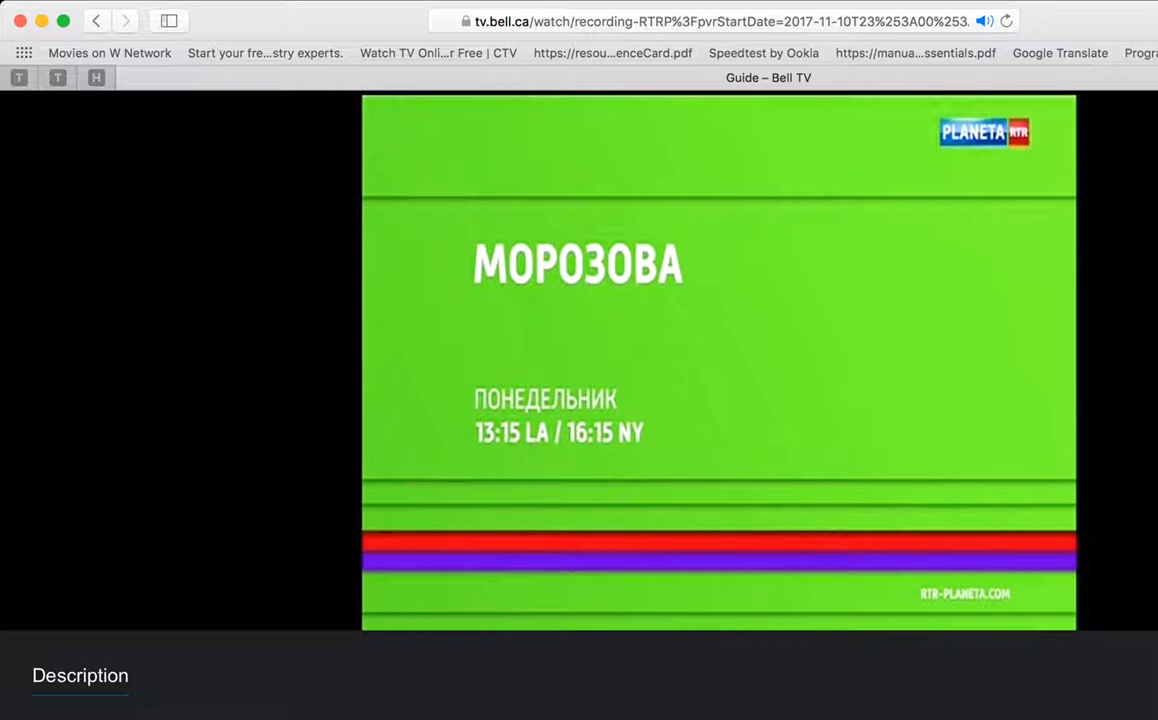 tv.bell.ca/watch/recording-RTRP%3FpvrStartDate=2017-11-10T23%253A00%253.
Movies on W Network Start your fre...stry experts. Watch TV Onli...r Free | CTV https://resou...enceCard.pdf Speedtest by Ookla https://manua...ssentials.pdf Google Translate Progra
T T H Guide – Bell TV
PLANETA RTR
МОРОЗОВА
ПОНЕДЕЛЬНИК
13:15 LA / 16:15 NY
RTR-PLANETA.COM
Description